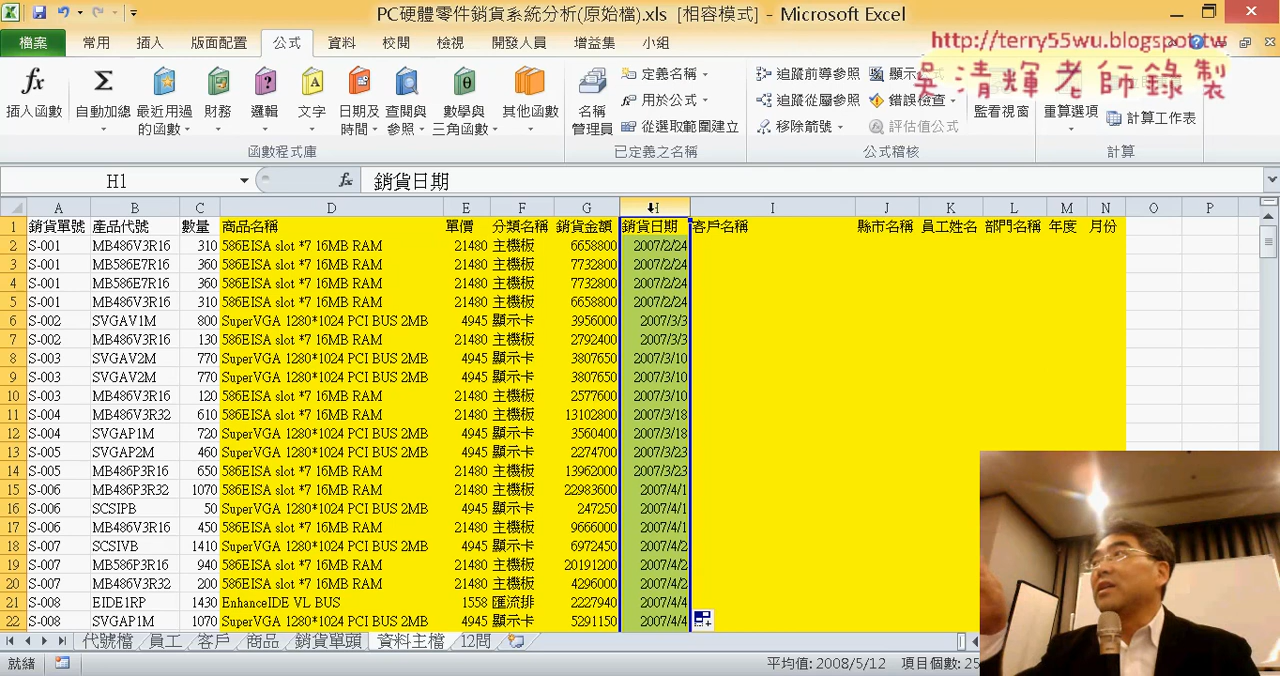 PC硬體零件銷貨系統分析(原始檔).xls [相容模式] - Microsoft Excel
檔案 常用 插入 版面配置 公式 資料 校閱 檢視 開發人員 增益集 小組
http://terry55wu.blogspot.tw
吳清輝老師錄製
插入函數 自動加總 最近用過的函數 財務 邏輯 文字 日期及時間 查閱與參照 數學與三角函數 其他函數
名稱管理員 定義名稱 用於公式 從選取範圍建立
追蹤前導參照 追蹤從屬參照 移除箭號 顯示 錯誤檢查 評估值公式 監看視窗
重算選項 計算工作表
函數程式庫 已定義之名稱 公式稽核 計算
H1 fx 銷貨日期
A B C D E F G H I J K L M N O P
1 銷貨單號 產品代號 數量 商品名稱 單價 分類名稱 銷貨金額 銷貨日期 客戶名稱 縣市名稱 員工姓名 部門名稱 年度 月份
2 S-001 MB486V3R16 310 586EISA slot *7 16MB RAM 21480 主機板 6658800 2007/2/24
3 S-001 MB586E7R16 360 586EISA slot *7 16MB RAM 21480 主機板 7732800 2007/2/24
4 S-001 MB586E7R16 360 586EISA slot *7 16MB RAM 21480 主機板 7732800 2007/2/24
5 S-001 MB486V3R16 310 586EISA slot *7 16MB RAM 21480 主機板 6658800 2007/2/24
6 S-002 SVGAV1M 800 SuperVGA 1280*1024 PCI BUS 2MB 4945 顯示卡 3956000 2007/3/3
7 S-002 MB486V3R16 130 586EISA slot *7 16MB RAM 21480 主機板 2792400 2007/3/3
8 S-003 SVGAV2M 770 SuperVGA 1280*1024 PCI BUS 2MB 4945 顯示卡 3807650 2007/3/10
9 S-003 SVGAV2M 770 SuperVGA 1280*1024 PCI BUS 2MB 4945 顯示卡 3807650 2007/3/10
10 S-003 MB486V3R16 120 586EISA slot *7 16MB RAM 21480 主機板 2577600 2007/3/10
11 S-004 MB486V3R32 610 586EISA slot *7 16MB RAM 21480 主機板 13102800 2007/3/18
12 S-004 SVGAP1M 720 SuperVGA 1280*1024 PCI BUS 2MB 4945 顯示卡 3560400 2007/3/18
13 S-005 SVGAP2M 460 SuperVGA 1280*1024 PCI BUS 2MB 4945 顯示卡 2274700 2007/3/23
14 S-005 MB486P3R16 650 586EISA slot *7 16MB RAM 21480 主機板 13962000 2007/3/23
15 S-006 MB486P3R32 1070 586EISA slot *7 16MB RAM 21480 主機板 22983600 2007/4/1
16 S-006 SCSIPB 50 SuperVGA 1280*1024 PCI BUS 2MB 4945 顯示卡 247250 2007/4/1
17 S-006 MB486V3R16 450 586EISA slot *7 16MB RAM 21480 主機板 9666000 2007/4/1
18 S-007 SCSIVB 1410 SuperVGA 1280*1024 PCI BUS 2MB 4945 顯示卡 6972450 2007/4/2
19 S-007 MB586P3R16 940 586EISA slot *7 16MB RAM 21480 主機板 20191200 2007/4/2
20 S-007 MB486V3R32 200 586EISA slot *7 16MB RAM 21480 主機板 4296000 2007/4/2
21 S-008 EIDE1RP 1430 EnhanceIDE VL BUS 1558 匯流排 2227940 2007/4/4
22 S-008 SVGAP1M 1070 SuperVGA 1280*1024 PCI BUS 2MB 4945 顯示卡 5291150 2007/4/4
代號檔 員工 客戶 商品 銷貨單頭 資料主檔 12問
就緒 平均值: 2008/5/12 項目個數: 25